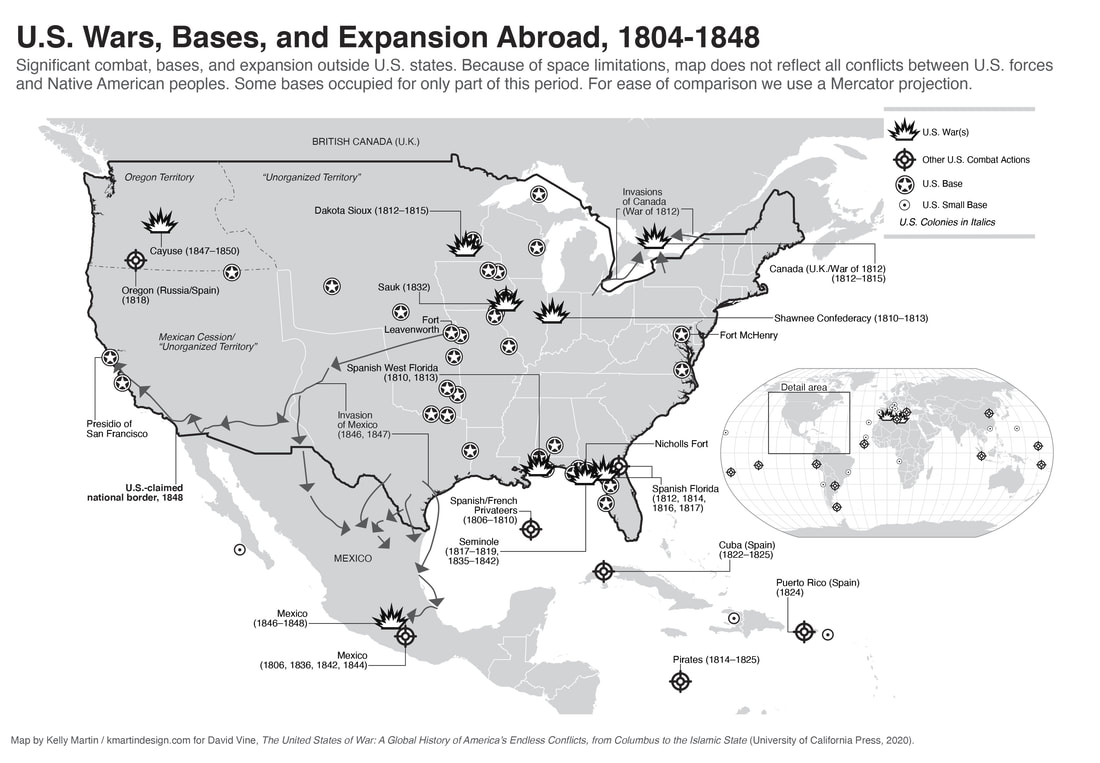 U.S. Wars, Bases, and Expansion Abroad, 1804-1848
Significant combat, bases, and expansion outside U.S. states. Because of space limitations, map does not reflect all conflicts between U.S. forces
and Native American peoples. Some bases occupied for only part of this period. For ease of comparison we use a Mercator projection.
BRITISH CANADA (U.K.)
U.S. War(s)
Other U.S. Combat Actions
U.S. Base
U.S. Small Base
U.S. Colonies in Italics
Oregon Territory
“Unorganized Territory”
Invasions
of Canada
(War of 1812)
Dakota Sioux (1812–1815)
Cayuse (1847–1850)
Canada (U.K./War of 1812)
(1812–1815)
Oregon (Russia/Spain)
(1818)
Sauk (1832)
Shawnee Confederacy (1810–1813)
Fort
Leavenworth
Fort McHenry
Mexican Cession/
“Unorganized Territory”
Spanish West Florida
(1810, 1813)
Detail area
Presidio of
San Francisco
Invasion
of Mexico
(1846, 1847)
Nicholls Fort
U.S.-claimed
national border, 1848
Spanish Florida
(1812, 1814,
1816, 1817)
Spanish/French
Privateers
(1806–1810)
Seminole
(1817–1819,
1835–1842)
MEXICO
Cuba (Spain)
(1822–1825)
Puerto Rico (Spain)
(1824)
Mexico
(1846–1848)
Mexico
(1806, 1836, 1842, 1844)
Pirates (1814–1825)
Map by Kelly Martin / kmartindesign.com for David Vine, The United States of War: A Global History of America’s Endless Conflicts, from Columbus to the Islamic State (University of California Press, 2020).